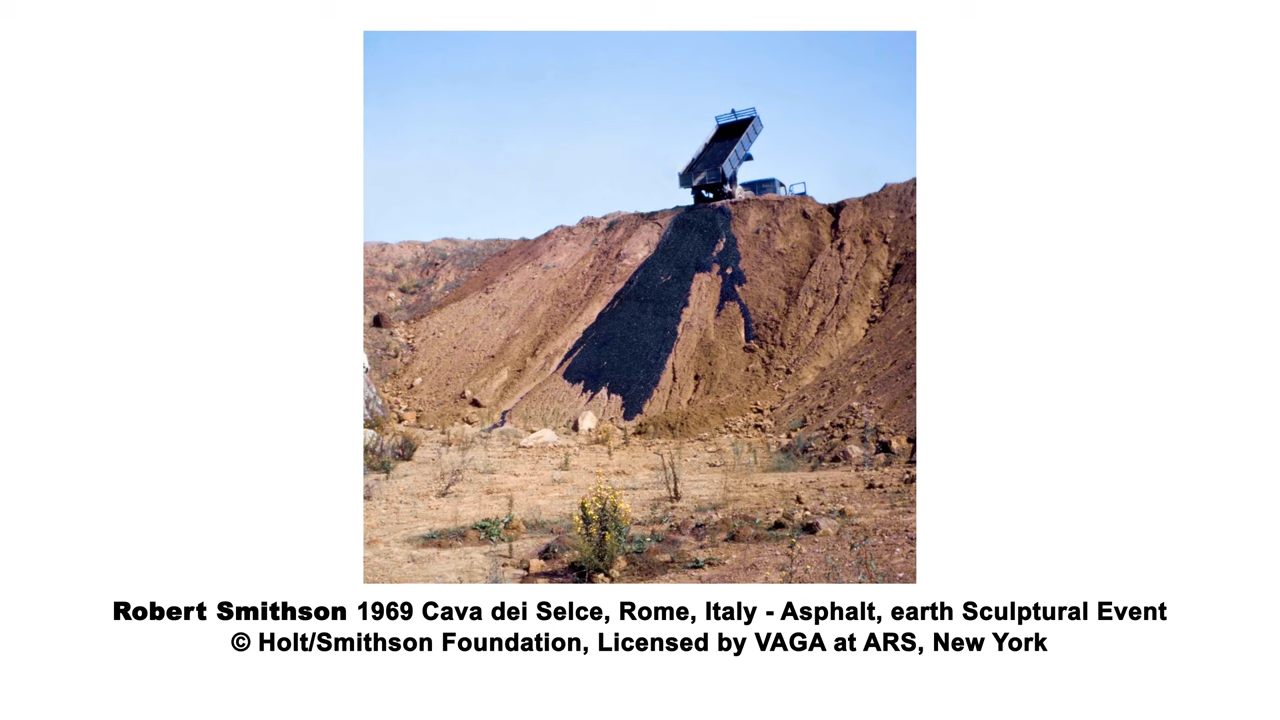 Robert Smithson 1969 Cava dei Selce, Rome, Italy - Asphalt, earth Sculptural Event
© Holt/Smithson Foundation, Licensed by VAGA at ARS, New York